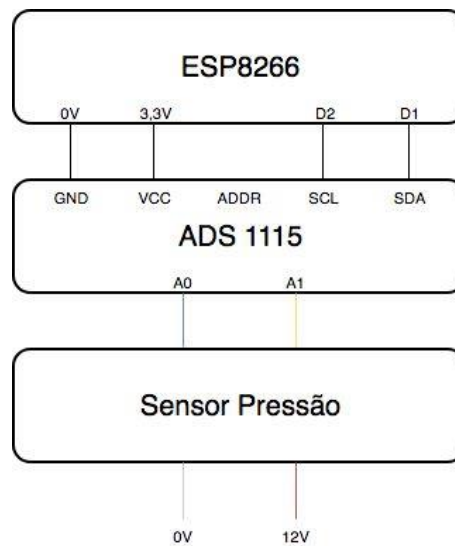 ESP8266
0V 3,3V D2 D1
GND VCC ADDR SCL SDA
ADS 1115
A0 A1
Sensor Pressão
0V 12V